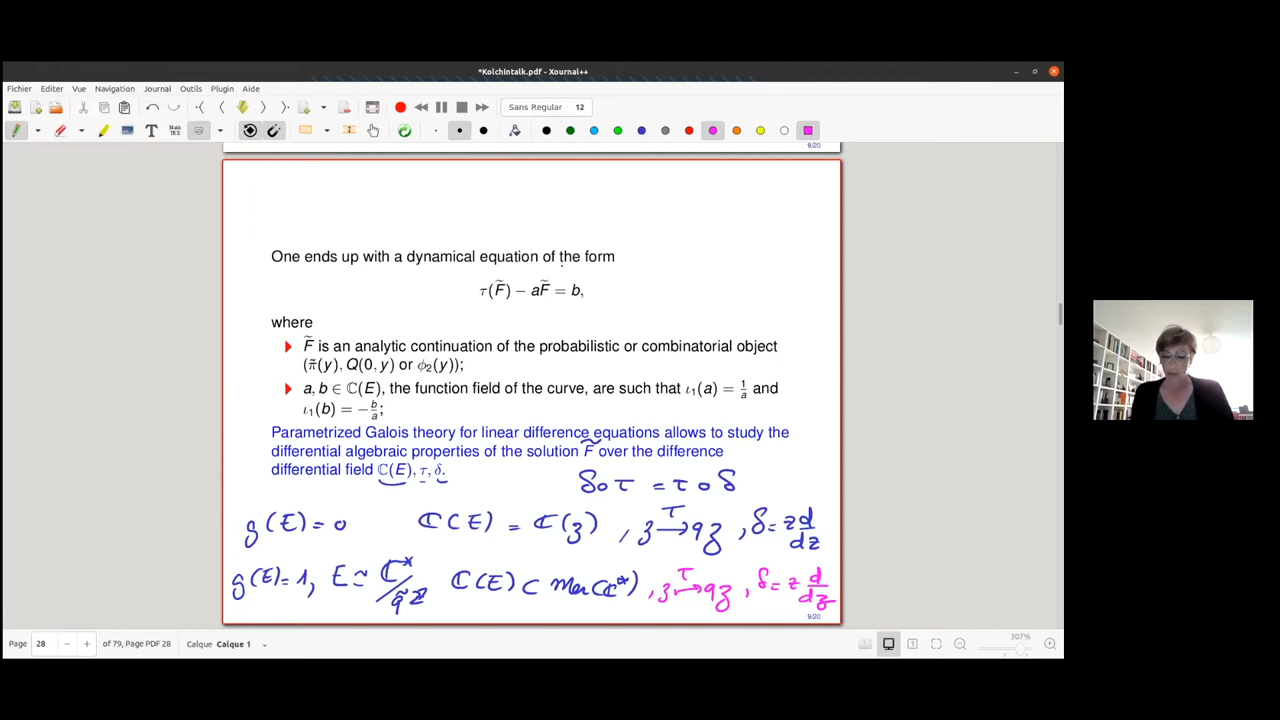 *Kolchintalk.pdf - Xournal++
Fichier Editer Vue Navigation Journal Outils Plugin Aide
Sans Regular 12
9/20
One ends up with a dynamical equation of the form
τ(F̃) − aF̃ = b,
where
F̃ is an analytic continuation of the probabilistic or combinatorial object
(π̃(y), Q(0, y) or ϕ₂(y));
a, b ∈ ℂ(E), the function field of the curve, are such that ι₁(a) = 1/a and
ι₁(b) = −b/a;
Parametrized Galois theory for linear difference equations allows to study the
differential algebraic properties of the solution F̃ over the difference
differential field ℂ(E), τ, δ.
δ∘τ = τ∘δ
g(E)=0 ℂ(E) = ℂ(z), z →τ qz, δ = z d/dz
g(E)=1, E ≃ ℂ*/q̃^ℤ ℂ(E) ⊂ Mer(ℂ*), z →τ qz, δ = z d/dz
9/20
Page 28 of 79, Page PDF 28 Calque Calque 1 307%